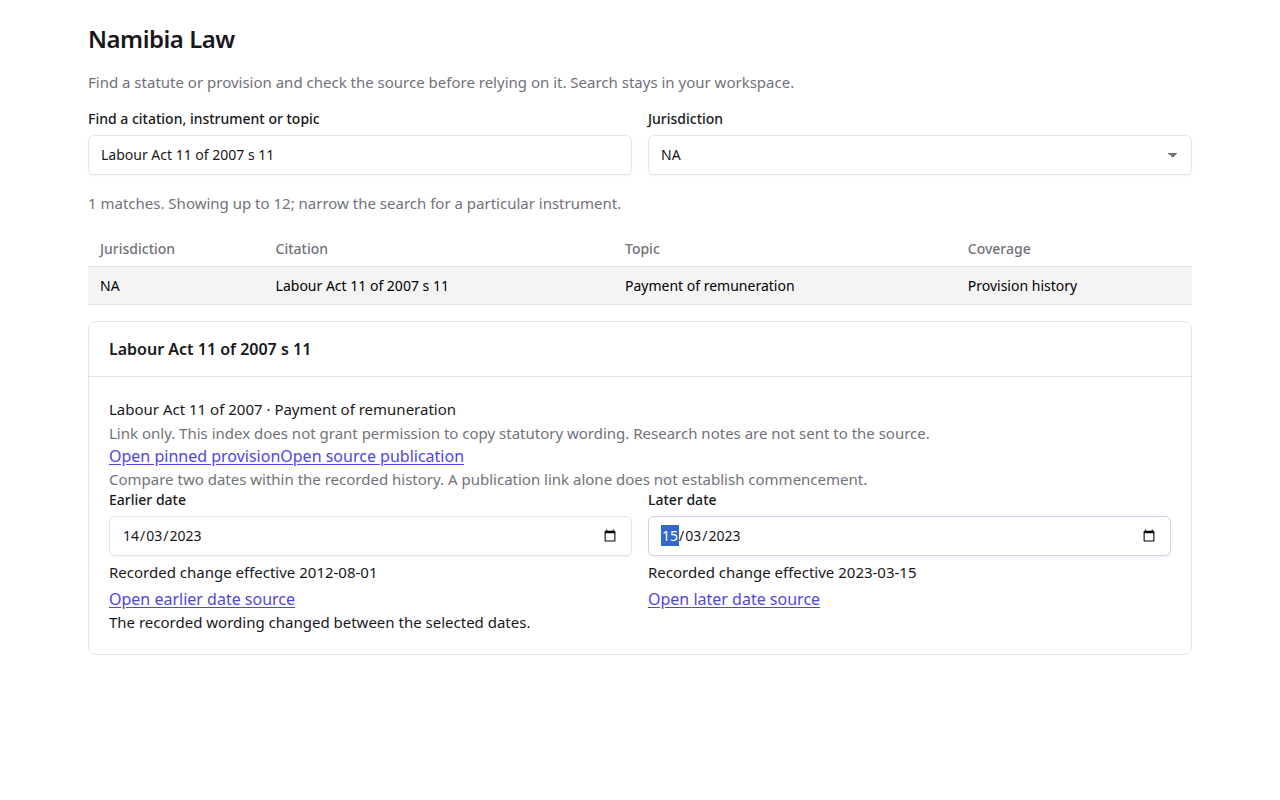 Namibia Law
Find a statute or provision and check the source before relying on it. Search stays in your workspace.
Find a citation, instrument or topic
Jurisdiction
Labour Act 11 of 2007 s 11
NA
1 matches. Showing up to 12; narrow the search for a particular instrument.
Jurisdiction Citation Topic Coverage
NA Labour Act 11 of 2007 s 11 Payment of remuneration Provision history
Labour Act 11 of 2007 s 11
Labour Act 11 of 2007 · Payment of remuneration
Link only. This index does not grant permission to copy statutory wording. Research notes are not sent to the source.
Open pinned provisionOpen source publication
Compare two dates within the recorded history. A publication link alone does not establish commencement.
Earlier date
Later date
14/03/2023
15/03/2023
Recorded change effective 2012-08-01
Recorded change effective 2023-03-15
Open earlier date source
Open later date source
The recorded wording changed between the selected dates.